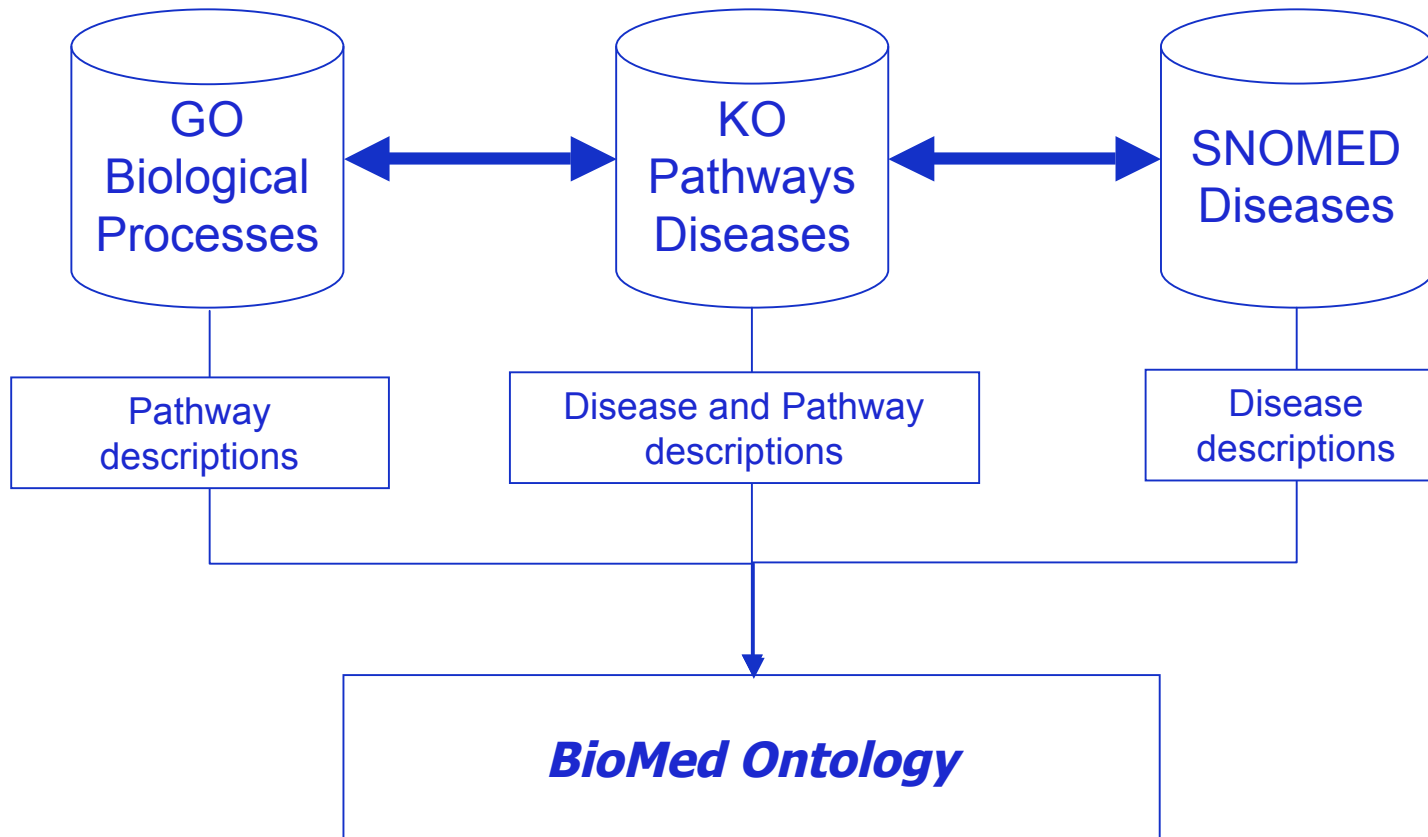 GO
Biological
Processes
KO
Pathways
Diseases
SNOMED
Diseases
Pathway
descriptions
Disease and Pathway
descriptions
Disease
descriptions
BioMed Ontology